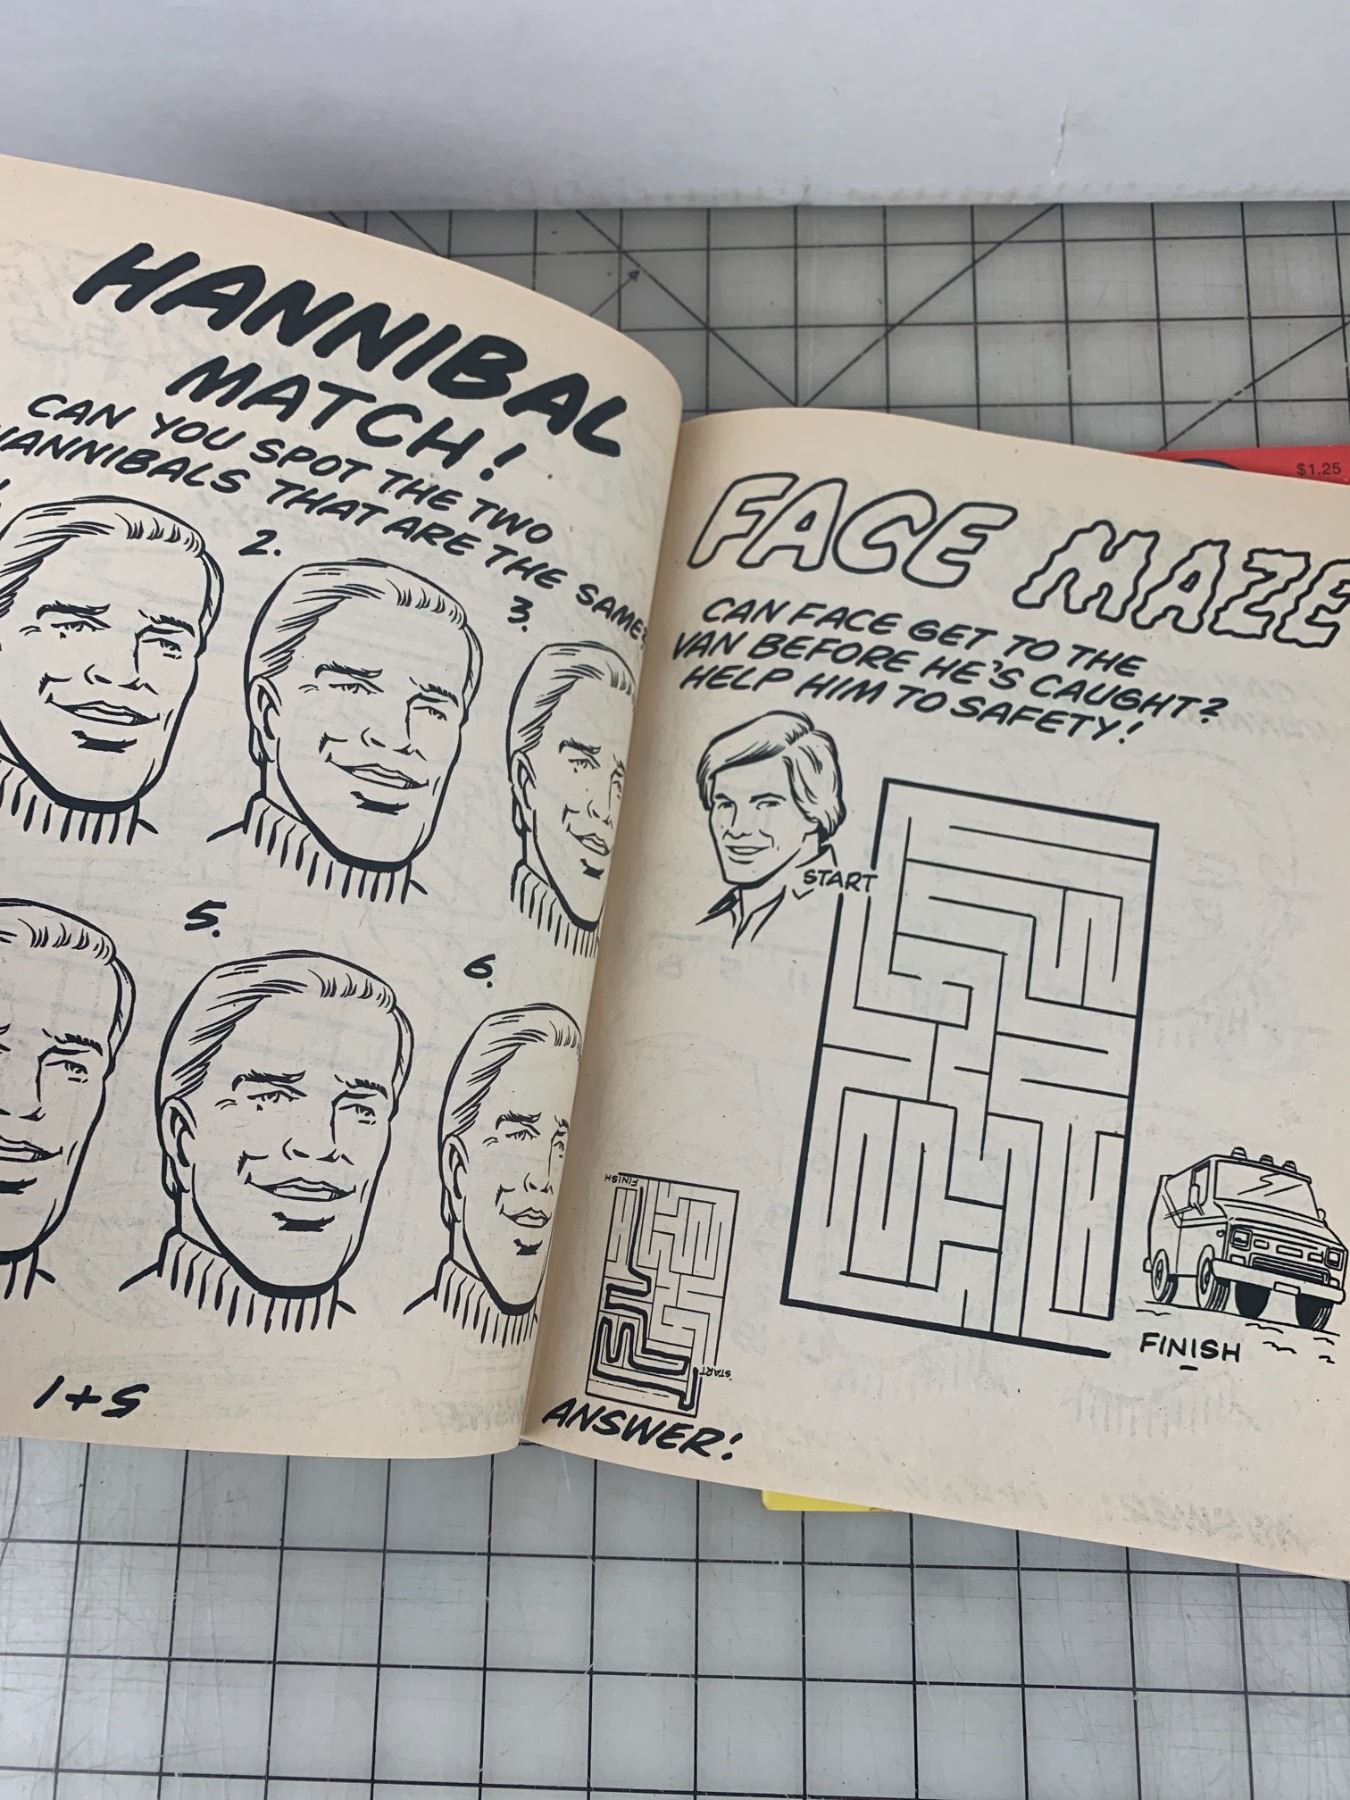 HANNIBAL
MATCH!
CAN YOU SPOT THE TWO
HANNIBALS THAT ARE THE SAME?
2.
3.
5.
6.
1+5
$1.25
FACE MAZE
CAN FACE GET TO THE
VAN BEFORE HE'S CAUGHT?
HELP HIM TO SAFETY!
START
FINISH
FINISH
START
ANSWER: